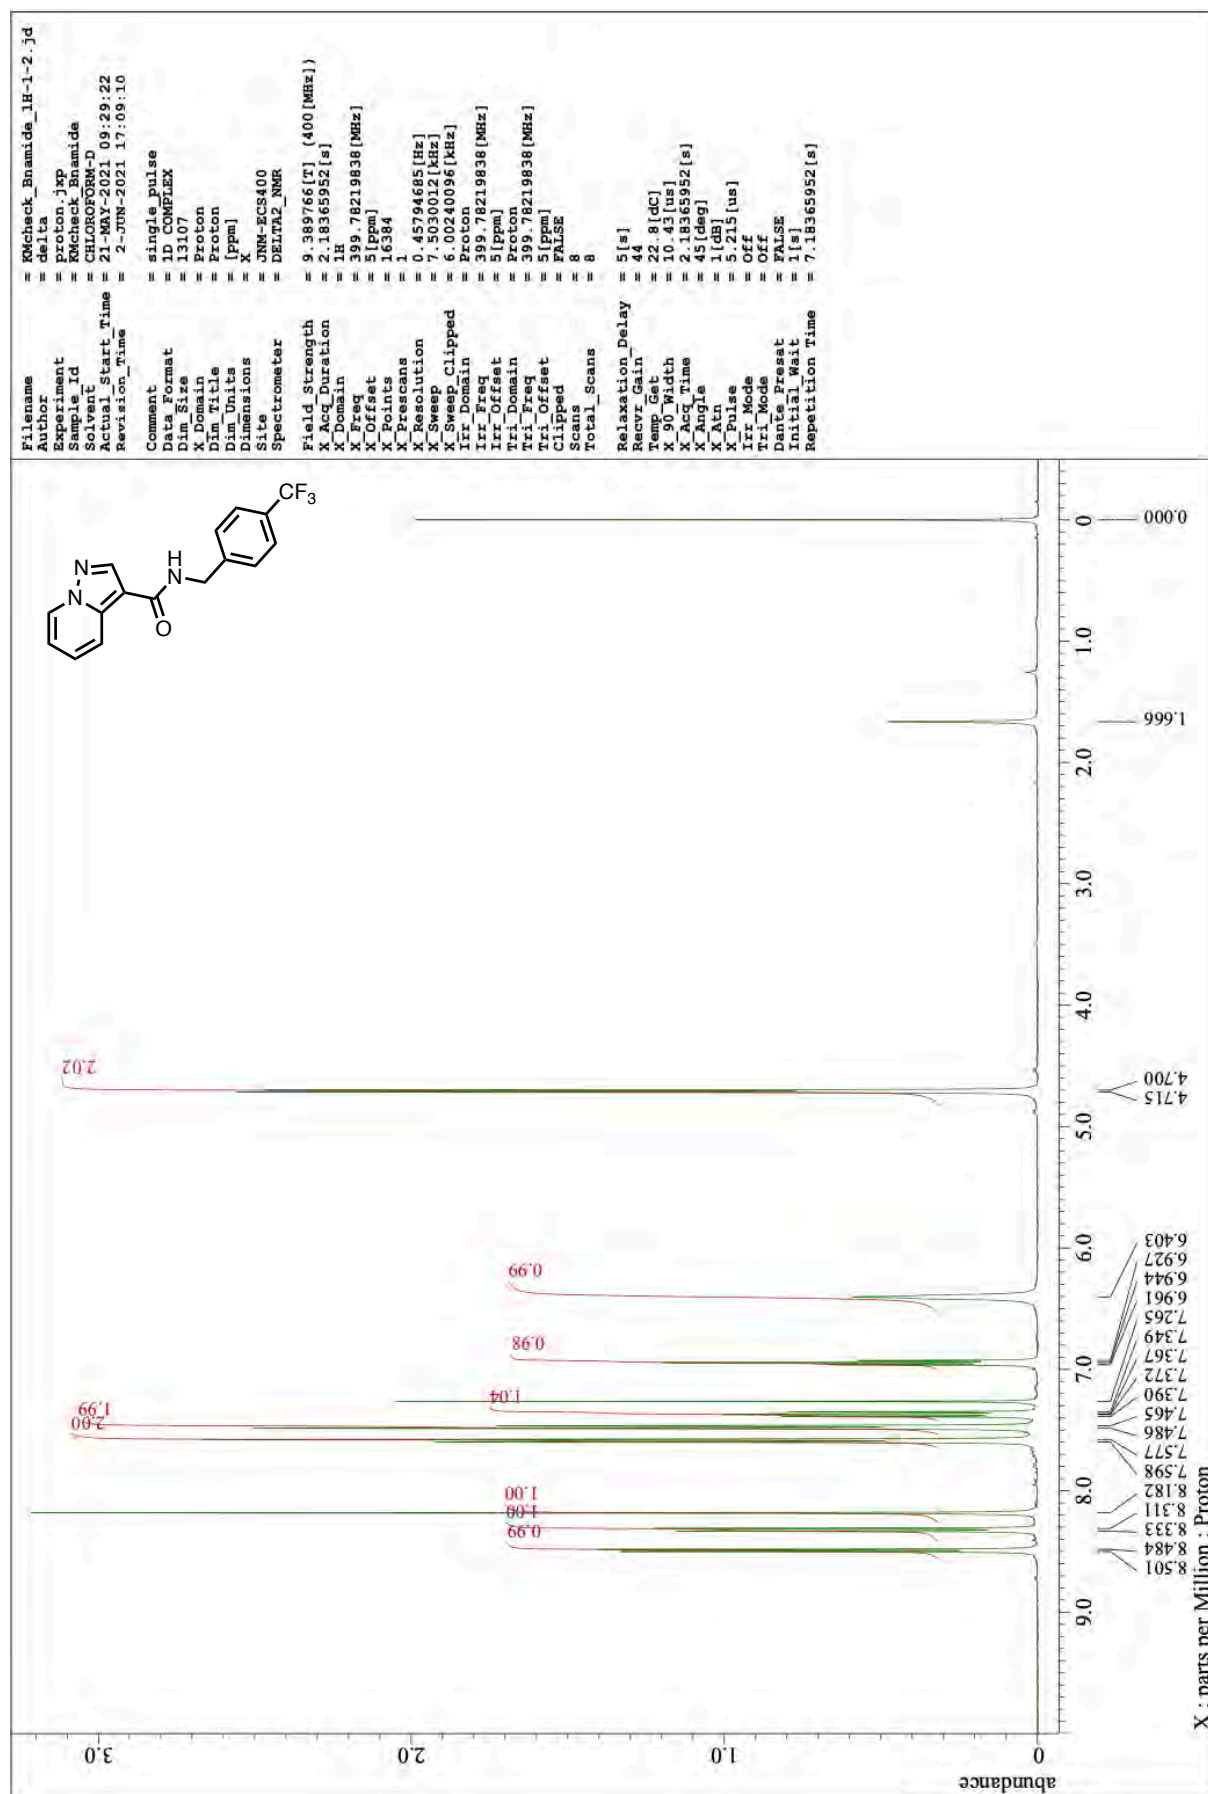 Filename = KMcheck_Bnamide_1H-1-2.jd
Author = delta
Experiment = proton.jxp
Sample_Id = KMcheck_Bnamide
Solvent = CHLOROFORM-D
Actual_Start_Time = 21-MAY-2021 09:29:22
Revision_Time = 2-JUN-2021 17:09:10
Comment = single_pulse
Data_Format = 1D COMPLEX
Dim_Size = 13107
X_Domain = Proton
Dim_Title = Proton
Dim_Units = [ppm]
Dimensions = X
Site = JNM-ECS400
Spectrometer = DELTA2_NMR
Field_Strength = 9.389766[T] (400[MHz])
X_Acq_Duration = 2.18365952[s]
X_Domain = 1H
X_Freq = 399.78219838[MHz]
X_Offset = 5[ppm]
X_Points = 16384
X_Prescans = 1
X_Resolution = 0.45794685[Hz]
X_Sweep = 7.5030012[kHz]
X_Sweep_Clipped = 6.00240096[kHz]
Irr_Domain = Proton
Irr_Freq = 399.78219838[MHz]
Irr_Offset = 5[ppm]
Tri_Domain = Proton
Tri_Freq = 399.78219838[MHz]
Tri_Offset = 5[ppm]
Clipped = FALSE
Scans = 8
Total_Scans = 8
Relaxation_Delay = 5[s]
Recvr_Gain = 44
Temp_Get = 22.8[dC]
X_90_Width = 10.43[us]
X_Acq_Time = 2.18365952[s]
X_Angle = 45[deg]
X_Atn = 1[dB]
X_Pulse = 5.215[us]
Irr_Mode = Off
Tri_Mode = Off
Dante_Presat = FALSE
Initial_Wait = 1[s]
Repetition_Time = 7.18365952[s]
CF3
H
N
O
N
N
abundance
0
1.0
2.0
3.0
0.99
1.00
1.00
2.00
1.99
1.04
0.98
0.99
2.02
9.0
8.0
7.0
6.0
5.0
4.0
3.0
2.0
1.0
0
8.501
8.484
8.333
8.311
8.182
7.598
7.577
7.486
7.465
7.390
7.372
7.367
7.349
7.265
6.961
6.944
6.927
6.403
4.715
4.700
1.666
0.000
X : parts per Million : Proton